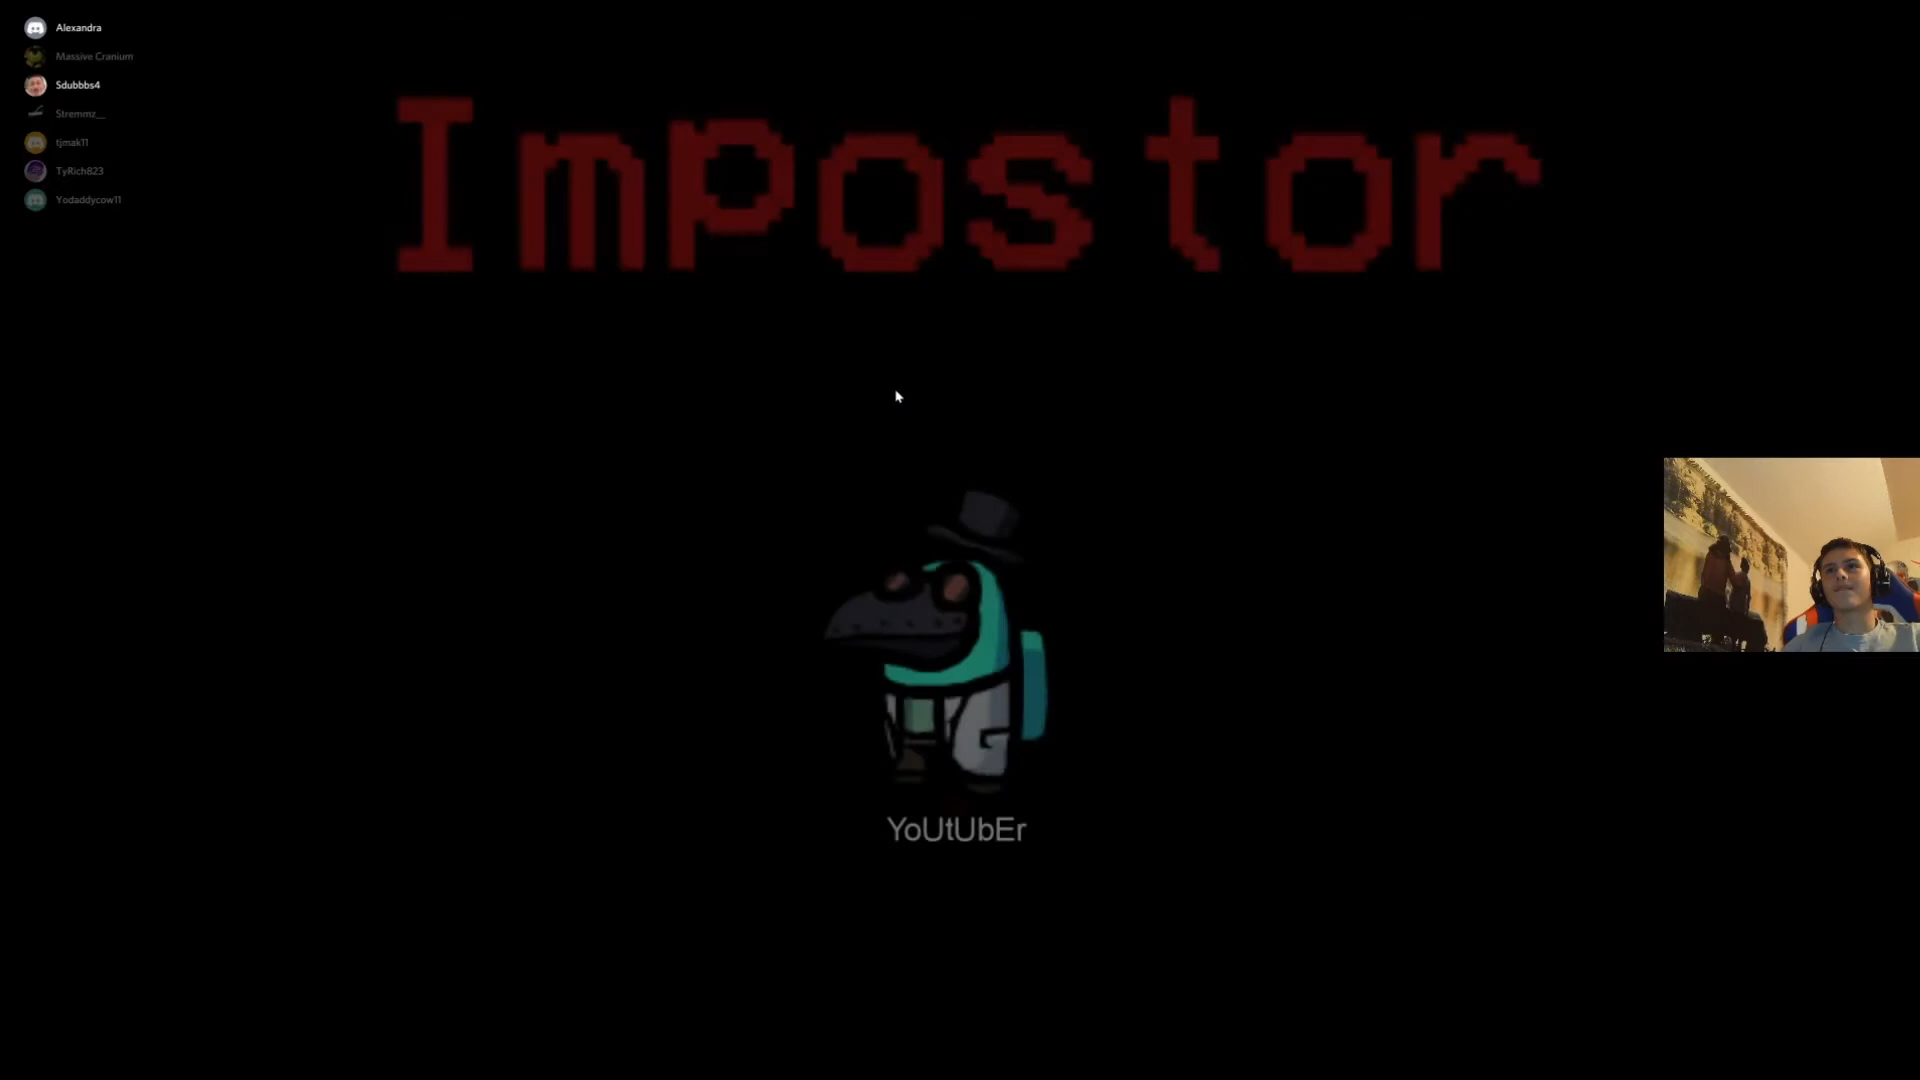 Alexandra
Massive Cranium
Sdubbbs4
Stremmz__
tjmak11
TyRich823
Yodaddycow11
Impostor
YoUtUbEr